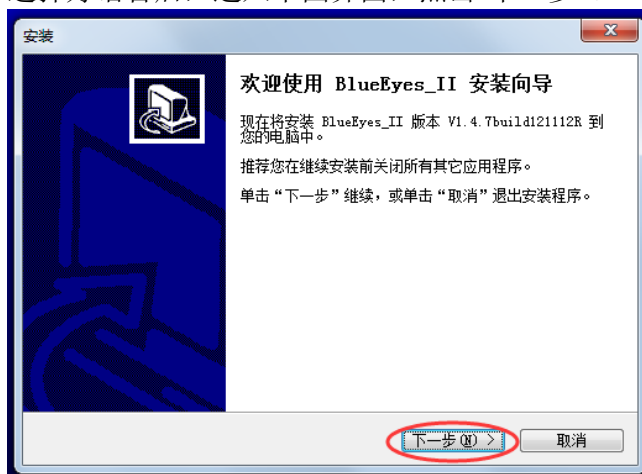 安装
欢迎使用 BlueEyes_II 安装向导
现在将安装 BlueEyes_II 版本 V1.4.7build121112R 到
您的电脑中。
推荐您在继续安装前关闭所有其它应用程序。
单击“下一步”继续，或单击“取消”退出安装程序。
下一步(N) >
取消